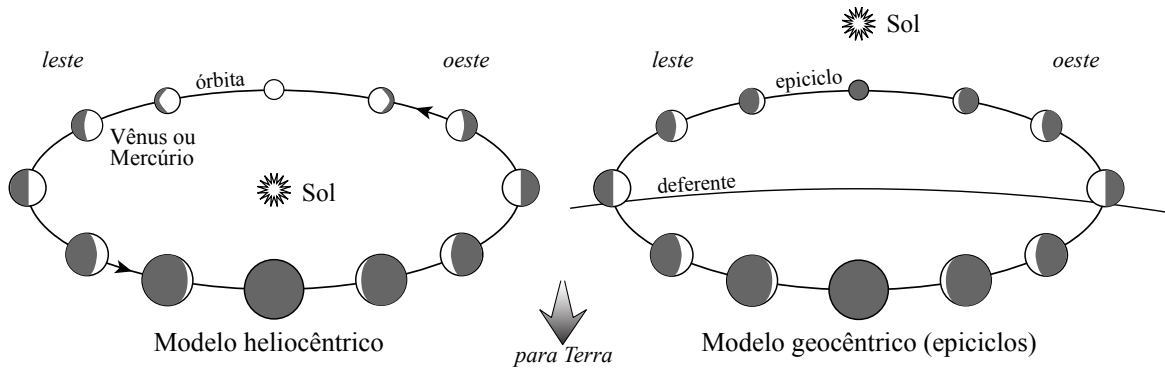 Sol
leste
oeste
leste
oeste
órbita
epiciclo
Vênus ou
Mercúrio
Sol
deferente
Modelo heliocêntrico
para Terra
Modelo geocêntrico (epiciclos)